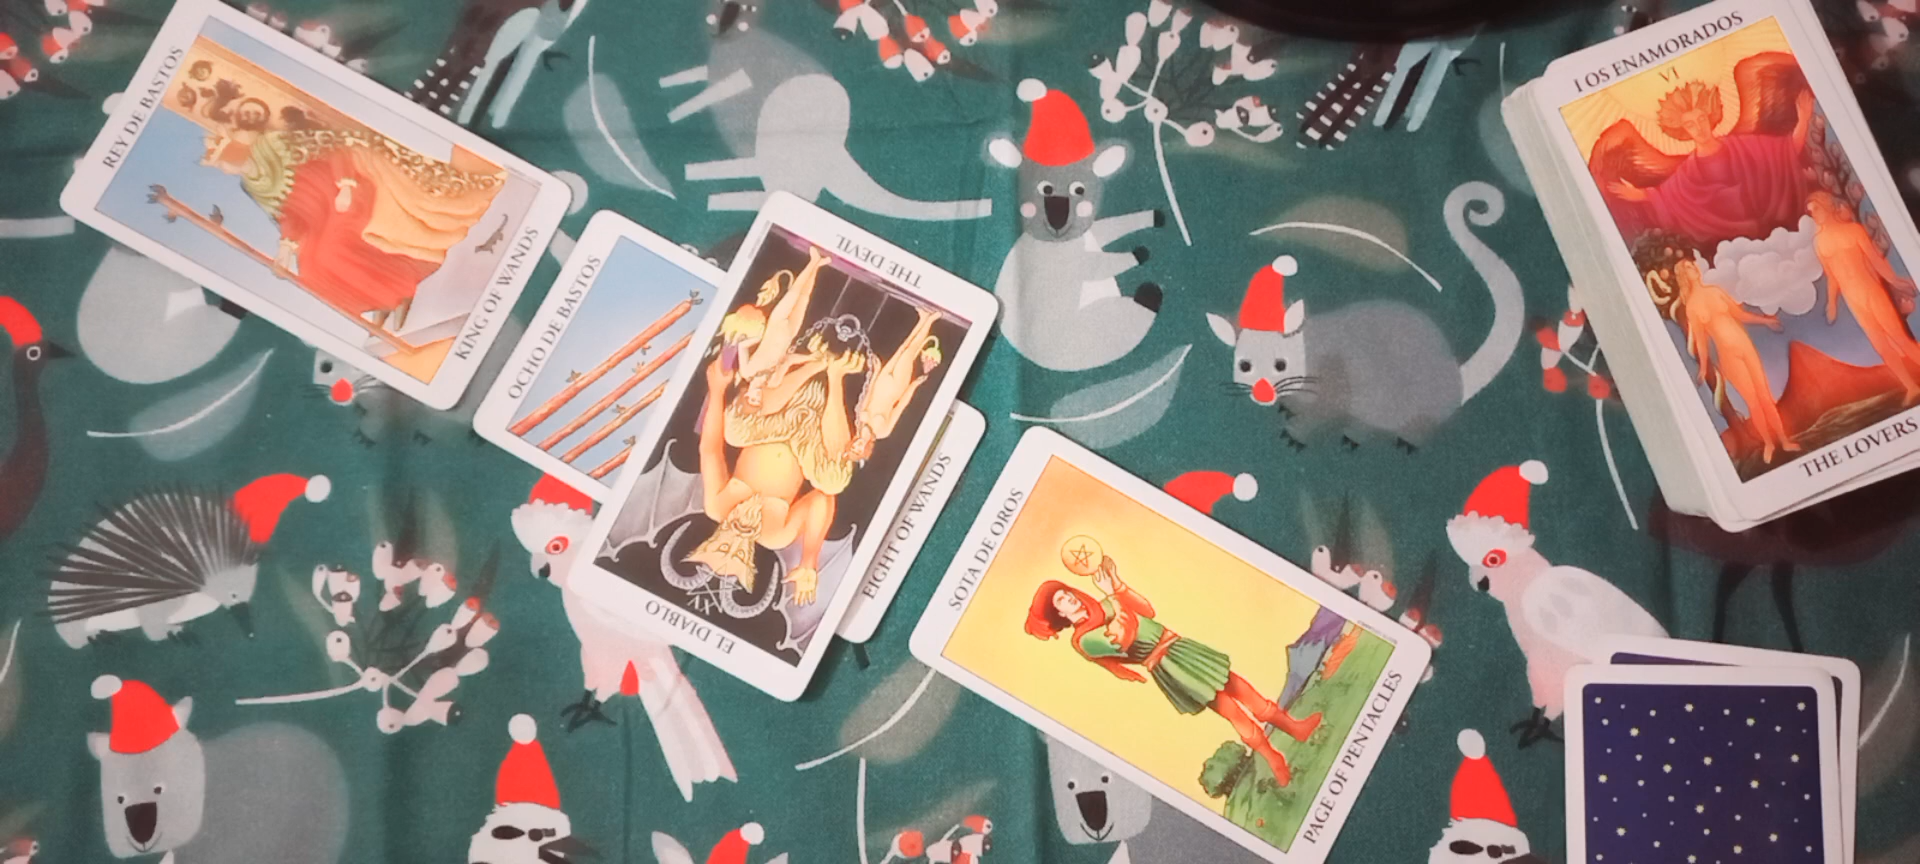 REY DE BASTOS
KING OF WANDS
OCHO DE BASTOS
EIGHT OF WANDS
THE DEVIL
XV
EL DIABLO
SOTA DE OROS
PAGE OF PENTACLES
LOS ENAMORADOS
VI
THE LOVERS